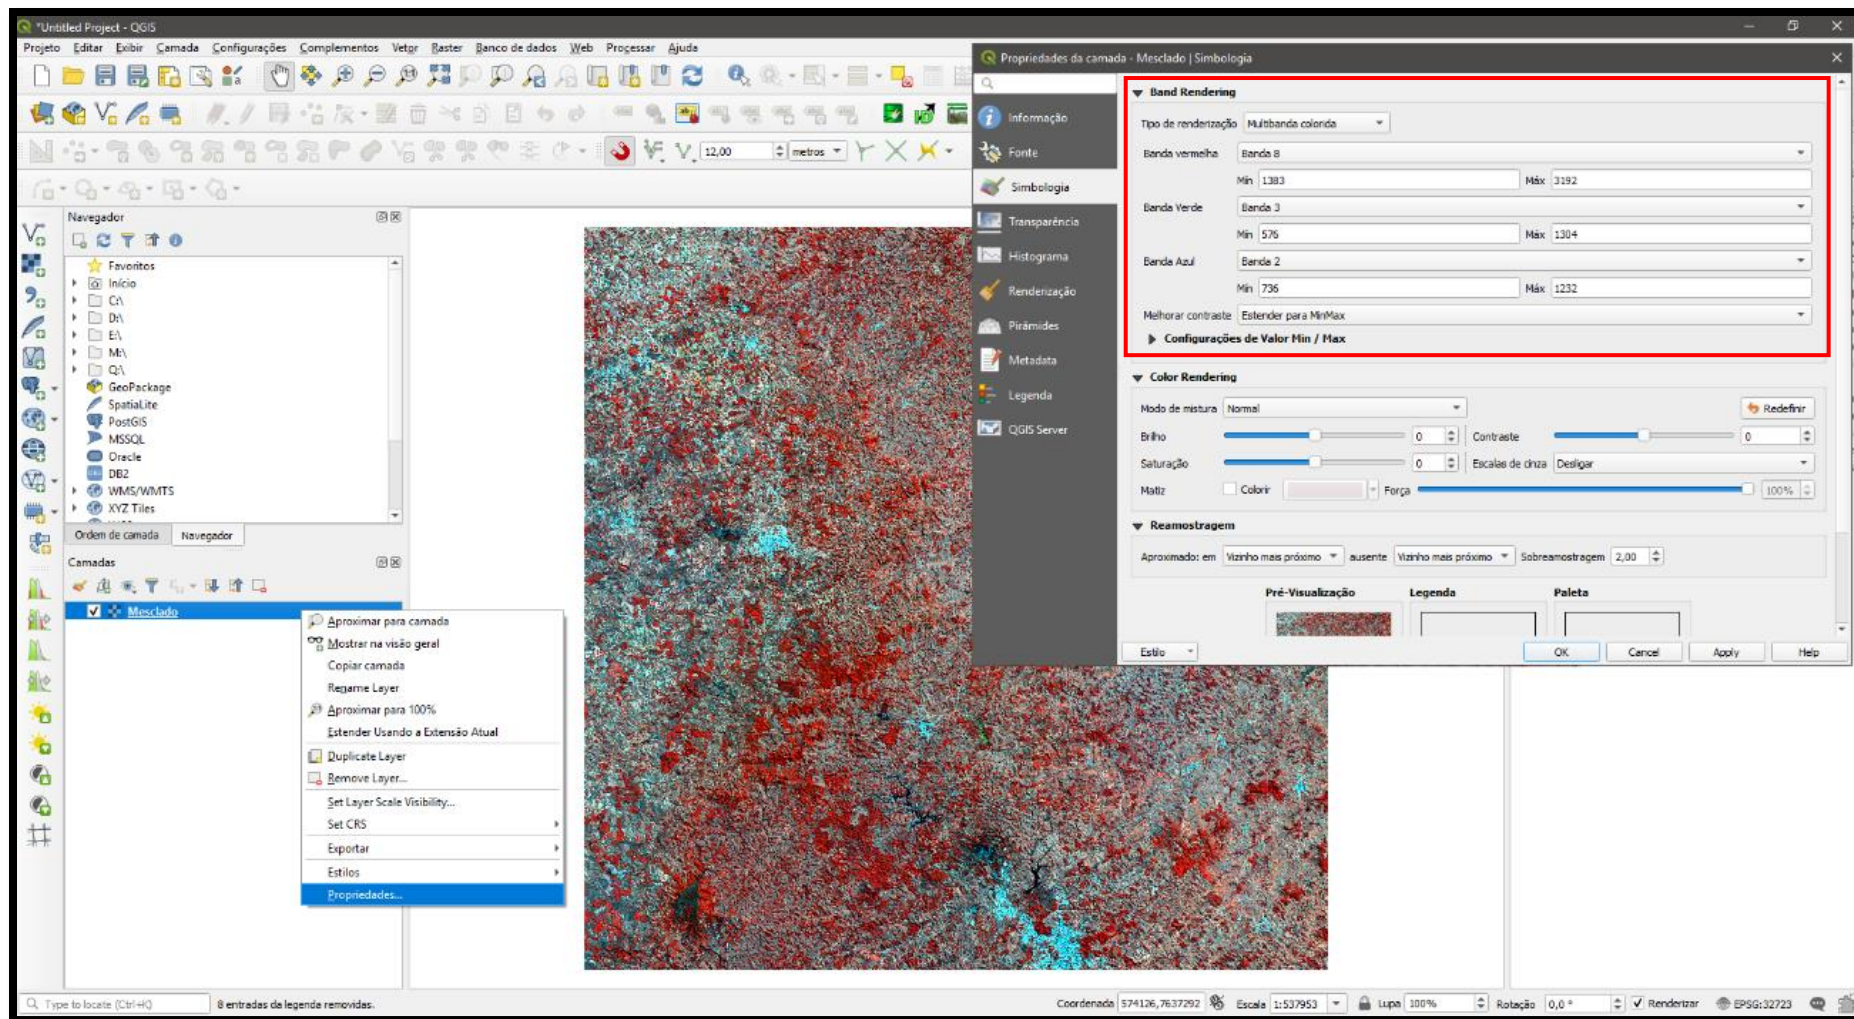 *Untitled Project - QGIS
Projeto Editar Exibir Camada Configurações Complementos Vetor Raster Banco de dados Web Processar Ajuda
12,00 metros
Navegador
Favoritos
Início
C:\
D:\
E:\
M:\
Q:\
GeoPackage
SpatiaLite
PostGIS
MSSQL
Oracle
DB2
WMS/WMTS
XYZ Tiles
Ordem de camada Navegador
Camadas
Mesclado
Aproximar para camada
Mostrar na visão geral
Copiar camada
Rename Layer
Aproximar para 100%
Estender Usando a Extensão Atual
Duplicate Layer
Remove Layer...
Set Layer Scale Visibility...
Set CRS
Exportar
Estilos
Propriedades...
Propriedades da camada - Mesclado | Simbologia
Informação
Fonte
Simbologia
Transparência
Histograma
Renderização
Pirâmides
Metadata
Legenda
QGIS Server
Band Rendering
Tipo de renderização Multibanda colorida
Banda vermelha Banda 8
Mín 1383 Máx 3192
Banda Verde Banda 3
Mín 576 Máx 1304
Banda Azul Banda 2
Mín 736 Máx 1232
Melhorar contraste Estender para MinMax
Configurações de Valor Min / Max
Color Rendering
Modo de mistura Normal Redefinir
Brilho 0 Contraste 0
Saturação 0 Escalas de cinza Desligar
Matiz Colorir Força 100%
Reamostragem
Aproximado: em Vizinho mais próximo ausente Vizinho mais próximo Sobreamostragem 2,00
Pré-Visualização Legenda Paleta
Estilo OK Cancel Apply Help
Type to locate (Ctrl+K) 8 entradas da legenda removidas. Coordenada 574126,7637292 Escala 1:537953 Lupa 100% Rotação 0,0 ° Renderizar EPSG:32723